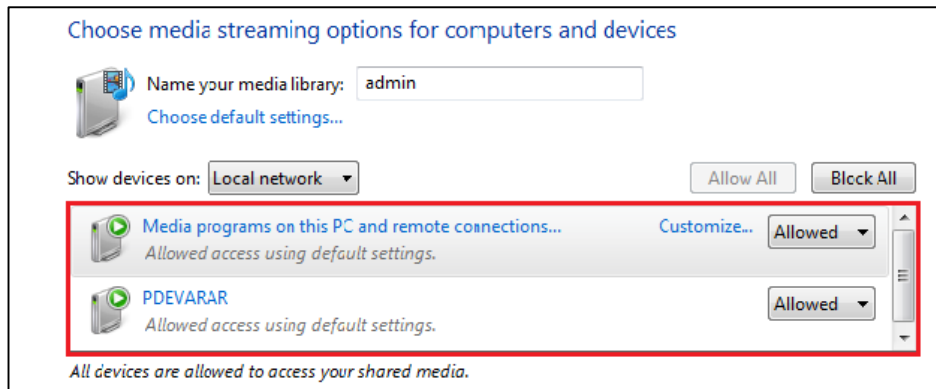 Choose media streaming options for computers and devices
Name your media library: admin
Choose default settings...
Show devices on: Local network Allow All Block All
Media programs on this PC and remote connections... Customize... Allowed
Allowed access using default settings.
PDEVARAR Allowed
Allowed access using default settings.
All devices are allowed to access your shared media.